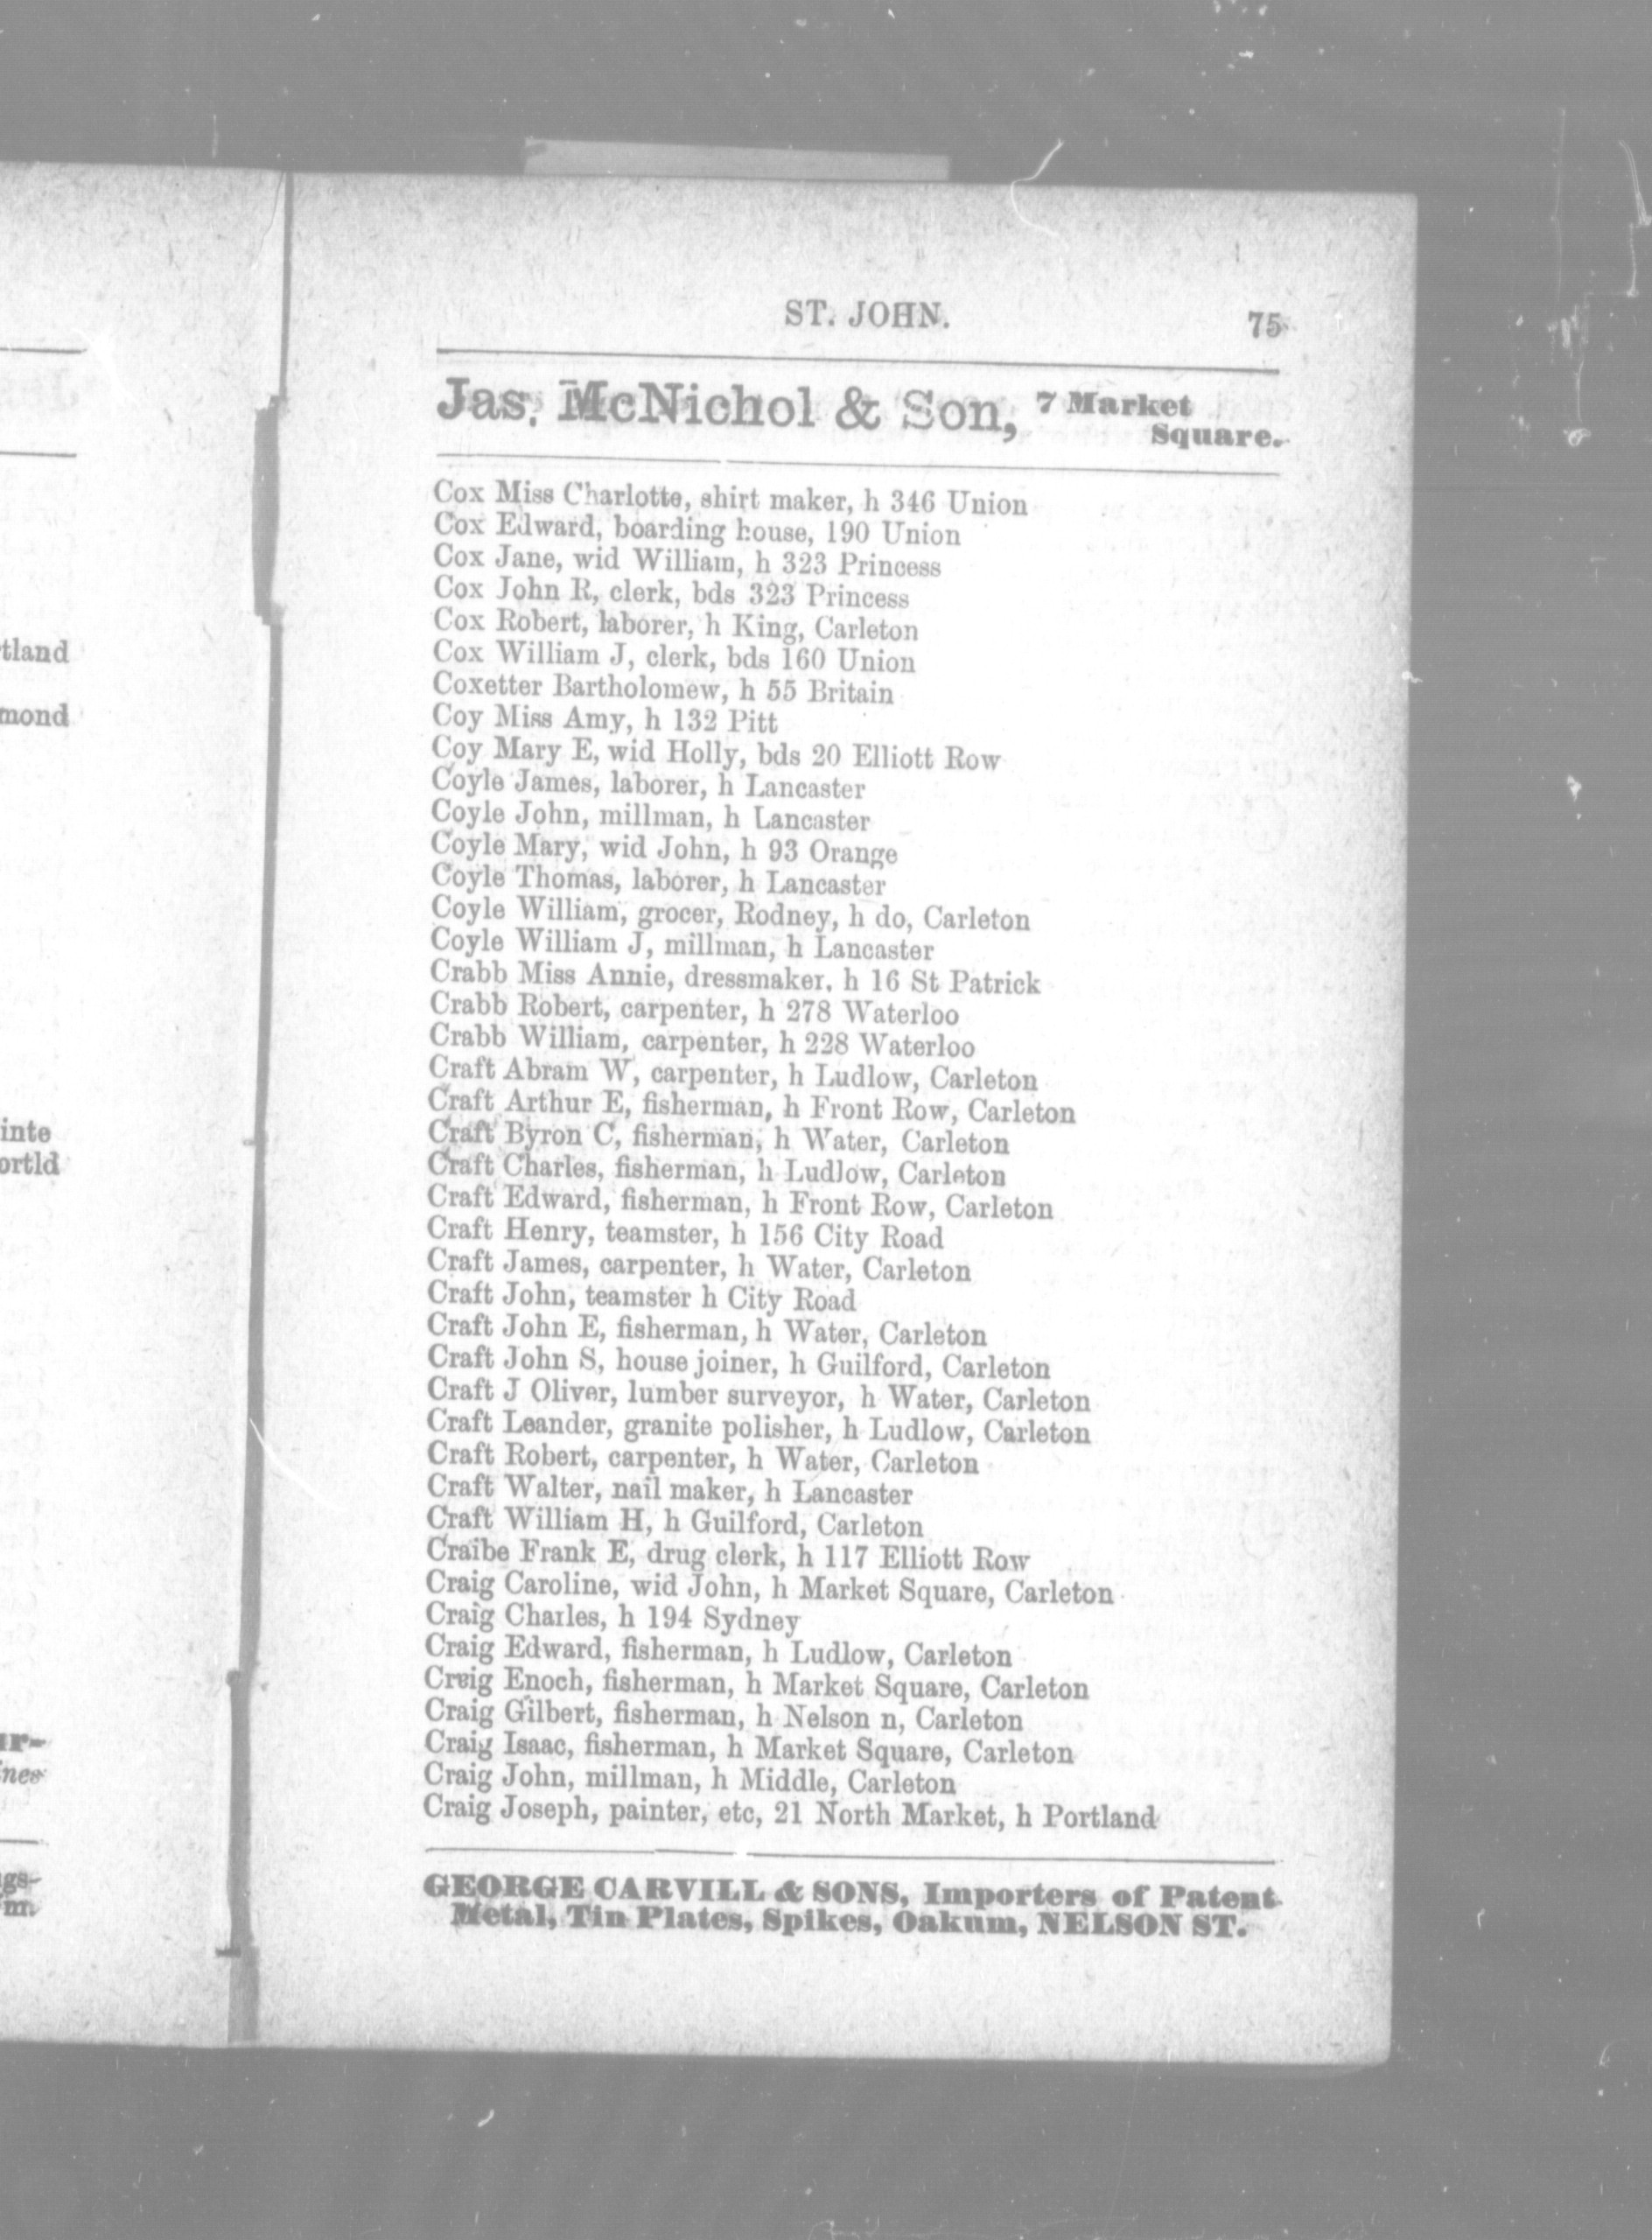 ST. JOHN. 75
Jas. McNichol & Son, 7 Market
Square.
Cox Miss Charlotte, shirt maker, h 346 Union
Cox Edward, boarding house, 190 Union
Cox Jane, wid William, h 323 Princess
Cox John R, clerk, bds 323 Princess
Cox Robert, laborer, h King, Carleton
Cox William J, clerk, bds 160 Union
Coxetter Bartholomew, h 55 Britain
Coy Miss Amy, h 132 Pitt
Coy Mary E, wid Holly, bds 20 Elliott Row
Coyle James, laborer, h Lancaster
Coyle John, millman, h Lancaster
Coyle Mary, wid John, h 93 Orange
Coyle Thomas, laborer, h Lancaster
Coyle William, grocer, Rodney, h do, Carleton
Coyle William J, millman, h Lancaster
Crabb Miss Annie, dressmaker, h 16 St Patrick
Crabb Robert, carpenter, h 278 Waterloo
Crabb William, carpenter, h 228 Waterloo
Craft Abram W, carpenter, h Ludlow, Carleton
Craft Arthur E, fisherman, h Front Row, Carleton
Craft Byron C, fisherman, h Water, Carleton
Craft Charles, fisherman, h Ludlow, Carleton
Craft Edward, fisherman, h Front Row, Carleton
Craft Henry, teamster, h 156 City Road
Craft James, carpenter, h Water, Carleton
Craft John, teamster h City Road
Craft John E, fisherman, h Water, Carleton
Craft John S, house joiner, h Guilford, Carleton
Craft J Oliver, lumber surveyor, h Water, Carleton
Craft Leander, granite polisher, h Ludlow, Carleton
Craft Robert, carpenter, h Water, Carleton
Craft Walter, nail maker, h Lancaster
Craft William H, h Guilford, Carleton
Craibe Frank E, drug clerk, h 117 Elliott Row
Craig Caroline, wid John, h Market Square, Carleton
Craig Charles, h 194 Sydney
Craig Edward, fisherman, h Ludlow, Carleton
Creig Enoch, fisherman, h Market Square, Carleton
Craig Gilbert, fisherman, h Nelson n, Carleton
Craig Isaac, fisherman, h Market Square, Carleton
Craig John, millman, h Middle, Carleton
Craig Joseph, painter, etc, 21 North Market, h Portland
GEORGE CARVILL & SONS, Importers of Patent
Metal, Tin Plates, Spikes, Oakum, NELSON ST.